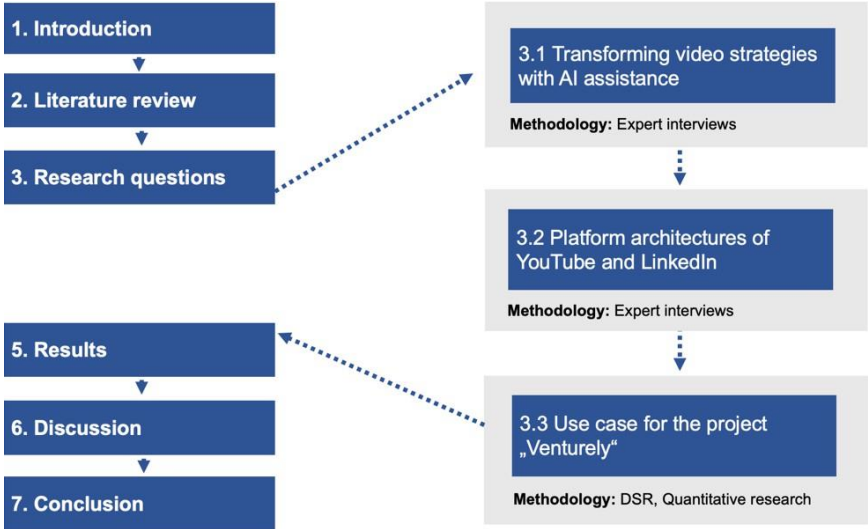 1. Introduction
2. Literature review
3. Research questions
3.1 Transforming video strategies
with AI assistance
Methodology: Expert interviews
3.2 Platform architectures of
YouTube and LinkedIn
Methodology: Expert interviews
3.3 Use case for the project
„Venturely“
Methodology: DSR, Quantitative research
5. Results
6. Discussion
7. Conclusion